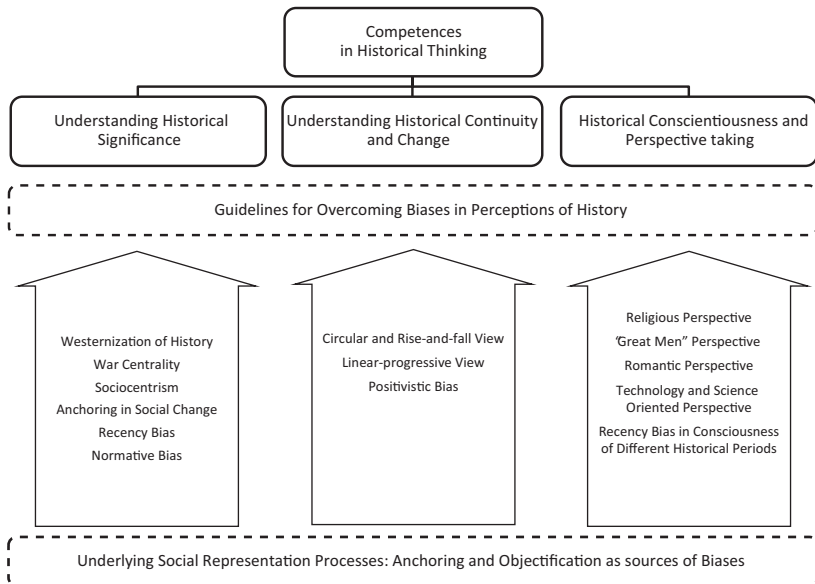 Competences
in Historical Thinking
Understanding Historical
Significance
Understanding Historical Continuity
and Change
Historical Conscientiousness and
Perspective taking
Guidelines for Overcoming Biases in Perceptions of History
Westernization of History
War Centrality
Sociocentrism
Anchoring in Social Change
Recency Bias
Normative Bias
Circular and Rise-and-fall View
Linear-progressive View
Positivistic Bias
Religious Perspective
“Great Men” Perspective
Romantic Perspective
Technology and Science
Oriented Perspective
Recency Bias in Consciousness
of Different Historical Periods
Underlying Social Representation Processes: Anchoring and Objectification as sources of Biases